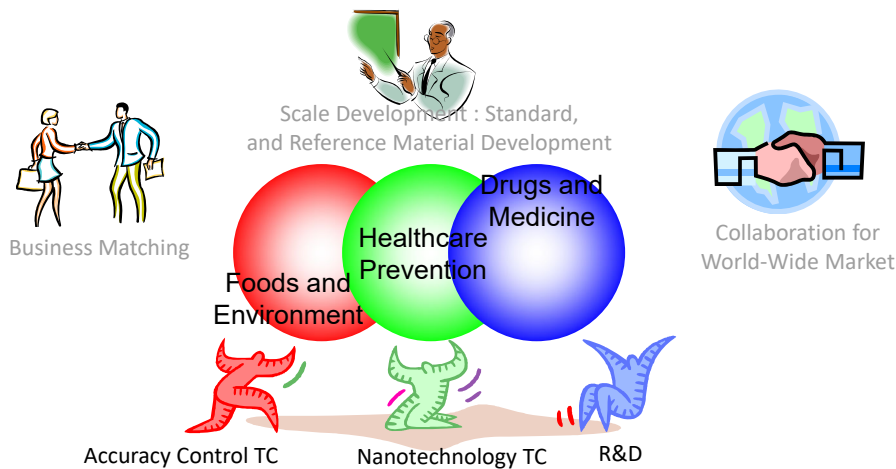 Scale Development : Standard,
and Reference Material Development
Business Matching
Drugs and
Medicine
Healthcare
Prevention
Foods and
Environment
Collaboration for
World-Wide Market
Accuracy Control TC
Nanotechnology TC
R&D